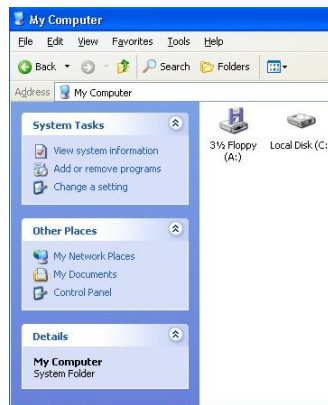 My Computer
File Edit View Favorites Tools Help
Back Search Folders
Address My Computer
System Tasks
View system information
Add or remove programs
Change a setting
Other Places
My Network Places
My Documents
Control Panel
Details
My Computer
System Folder
3½ Floppy
(A:)
Local Disk (C: